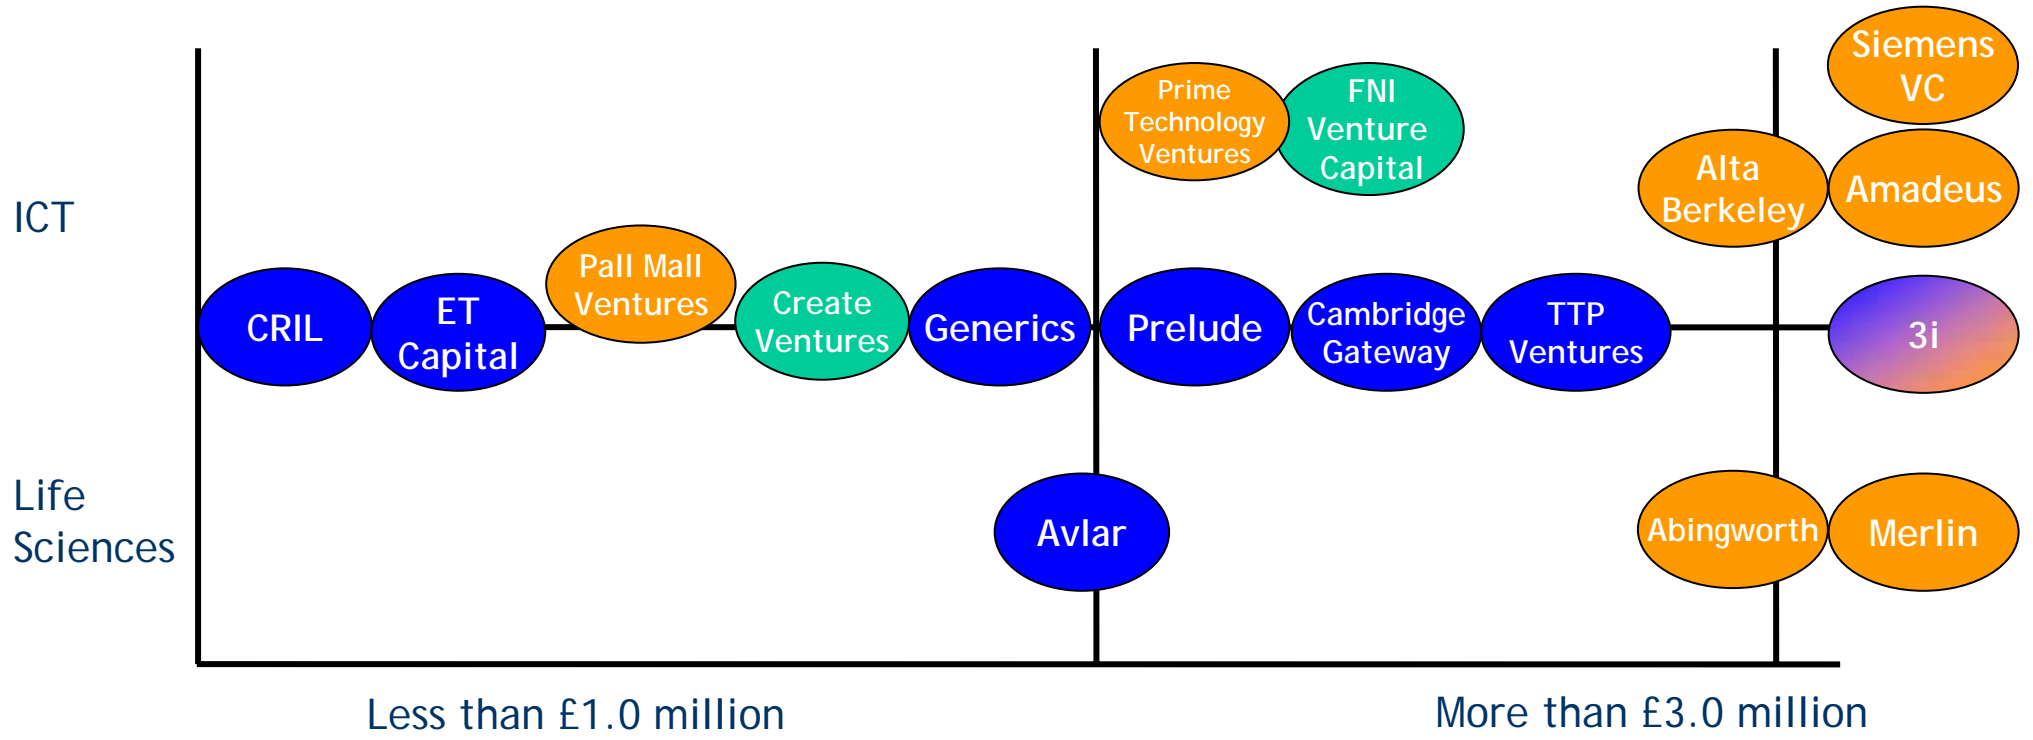 Siemens
VC
Prime
Technology
Ventures
FNI
Venture
Capital
Alta
Berkeley
Amadeus
ICT
Pall Mall
Ventures
CRIL
ET
Capital
Create
Ventures
Generics
Prelude
Cambridge
Gateway
TTP
Ventures
3i
Life
Sciences
Avlar
Abingworth
Merlin
Less than £1.0 million
More than £3.0 million